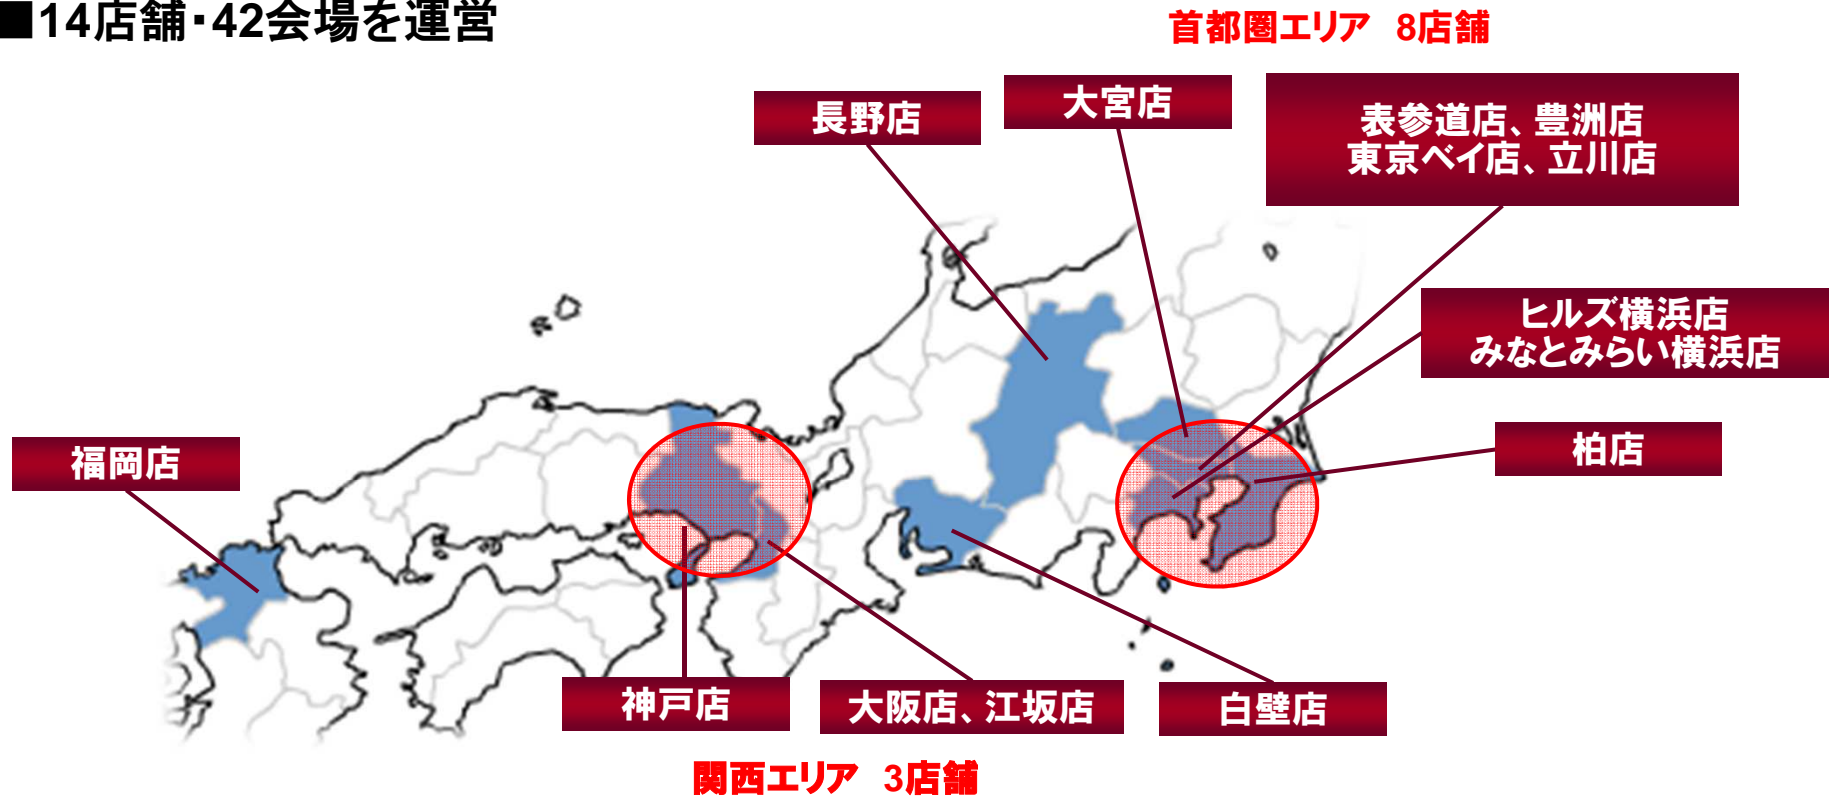 ■14店舗・42会場を運営
首都圏エリア　8店舗
長野店
大宮店
表参道店、豊洲店
東京ベイ店、立川店
ヒルズ横浜店
みなとみらい横浜店
柏店
福岡店
神戸店
大阪店、江坂店
白壁店
関西エリア　3店舗